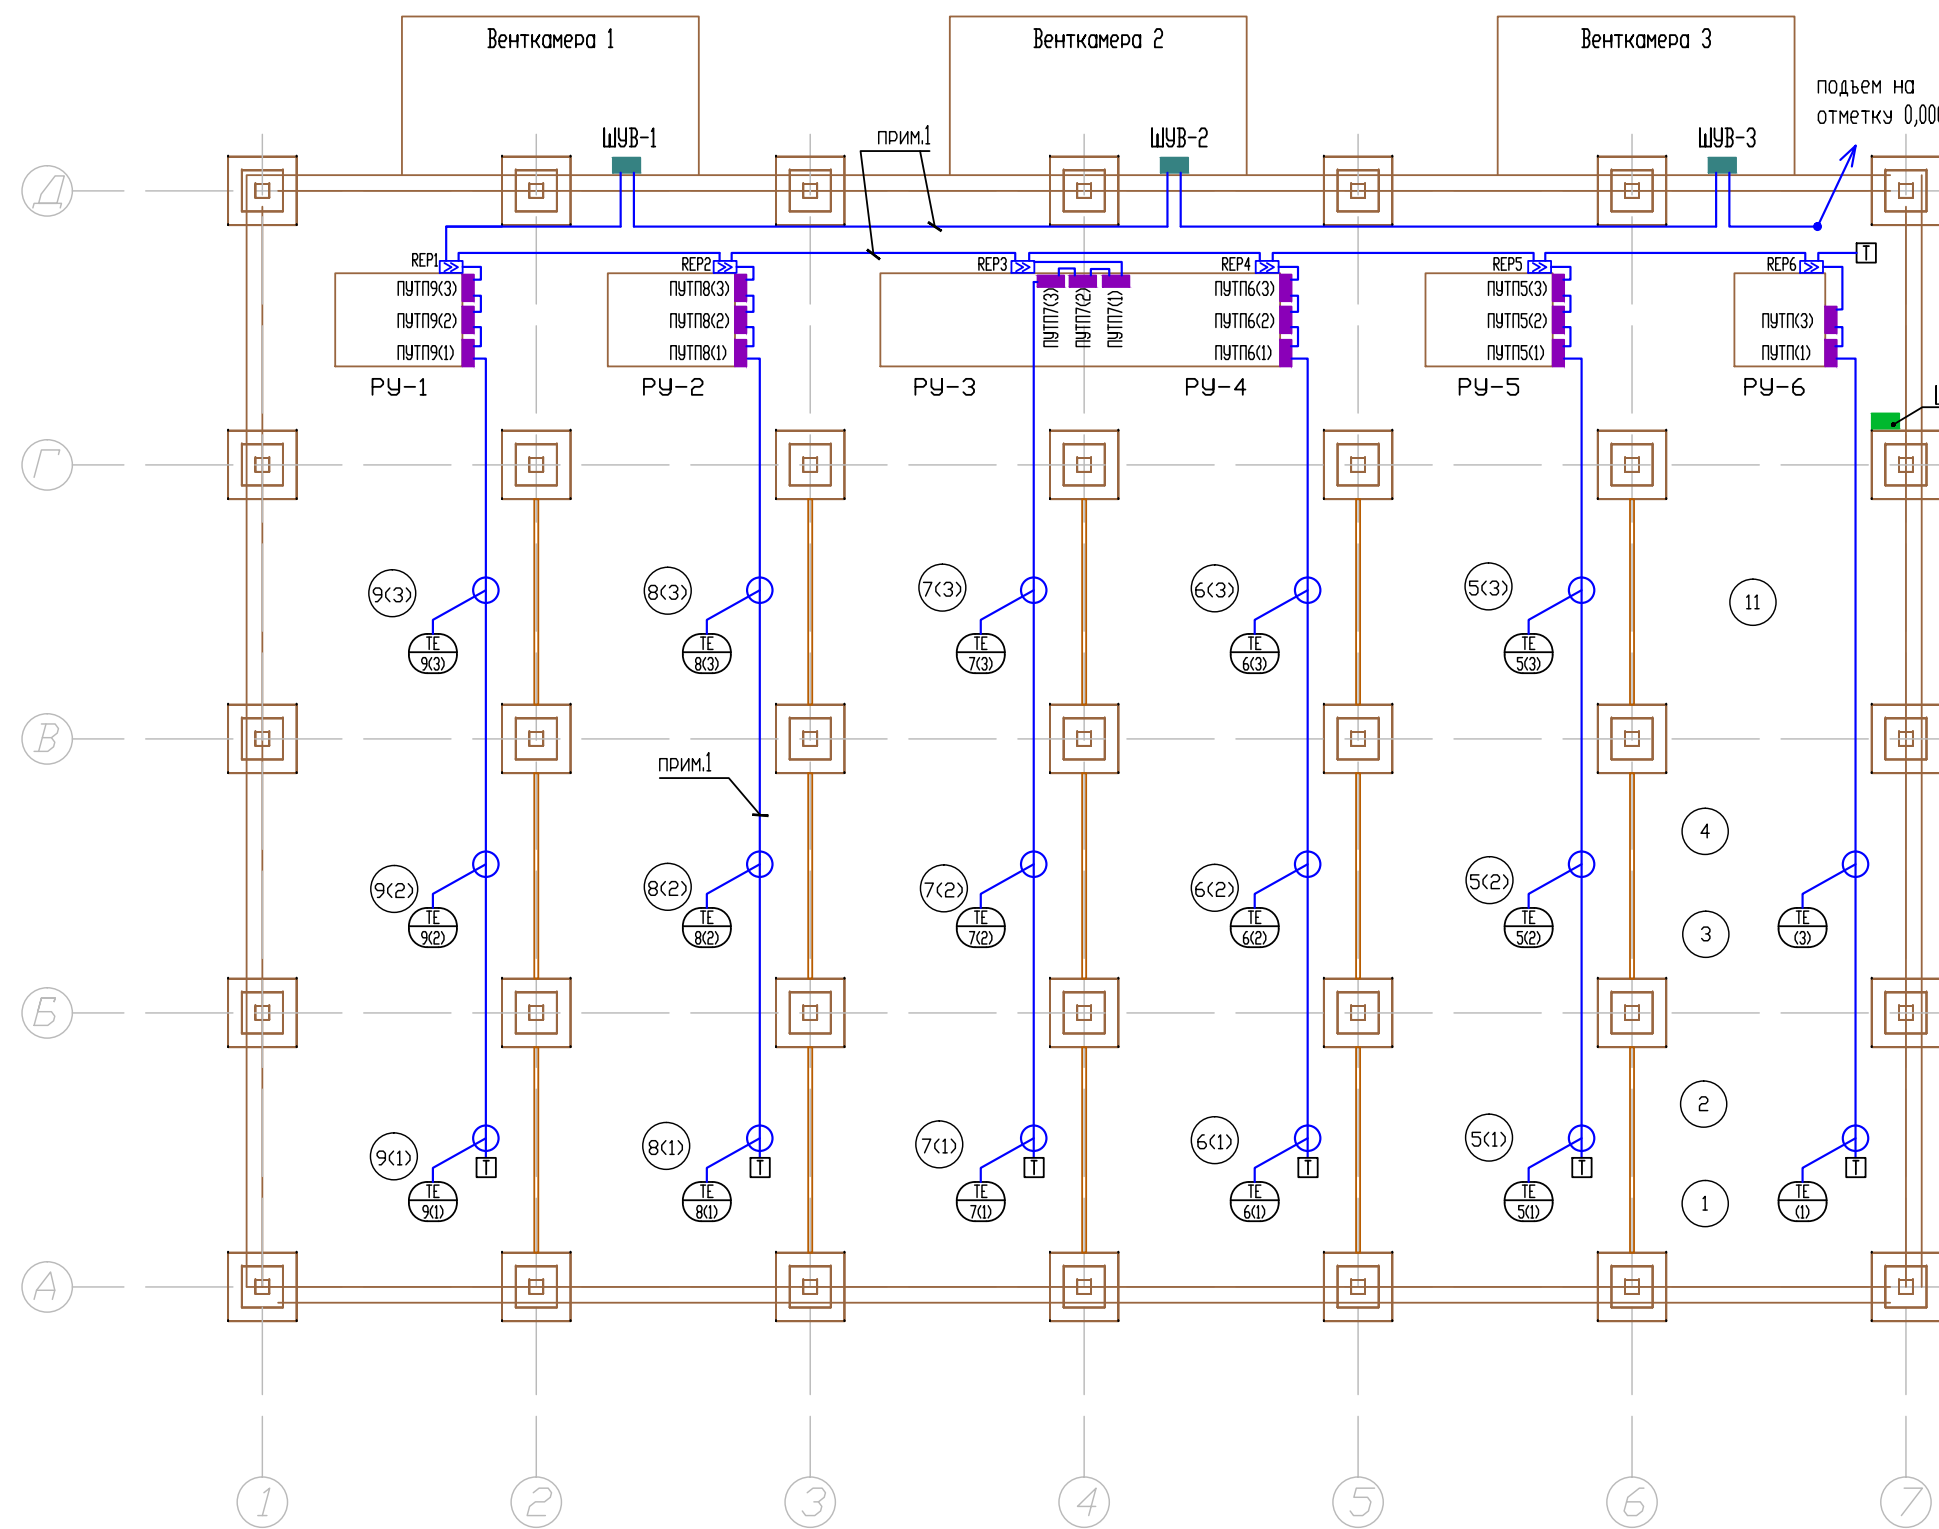 Венткамера 1
Венткамера 2
Венткамера 3
подъем на
отметку 0,000
ШУВ-1
прим.1
ШУВ-2
ШУВ-3
Д
REP1
REP2
REP3
REP4
REP5
REP6
T
ПУТП9(3)
ПУТП9(2)
ПУТП9(1)
ПУТП8(3)
ПУТП8(2)
ПУТП8(1)
ПУТП7(3)
ПУТП7(2)
ПУТП7(1)
ПУТП6(3)
ПУТП6(2)
ПУТП6(1)
ПУТП5(3)
ПУТП5(2)
ПУТП5(1)
ПУТП(3)
ПУТП(1)
РУ-1
РУ-2
РУ-3
РУ-4
РУ-5
РУ-6
Г
9(3)
8(3)
7(3)
6(3)
5(3)
11
TE
9(3)
TE
8(3)
TE
7(3)
TE
6(3)
TE
5(3)
В
прим.1
4
9(2)
8(2)
7(2)
6(2)
5(2)
TE
9(2)
TE
8(2)
TE
7(2)
TE
6(2)
TE
5(2)
3
TE
(3)
Б
2
9(1)
8(1)
7(1)
6(1)
5(1)
T
T
T
T
T
T
TE
9(1)
TE
8(1)
TE
7(1)
TE
6(1)
TE
5(1)
1
TE
(1)
А
1
2
3
4
5
6
7